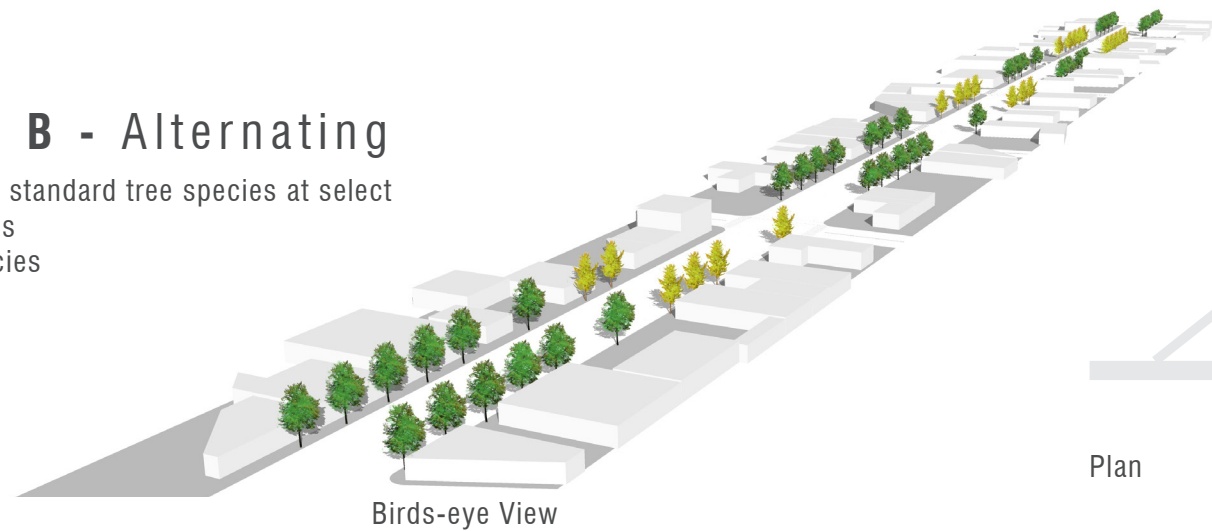 B - Alternating
standard tree species at select
s
cies
Birds-eye View
Plan